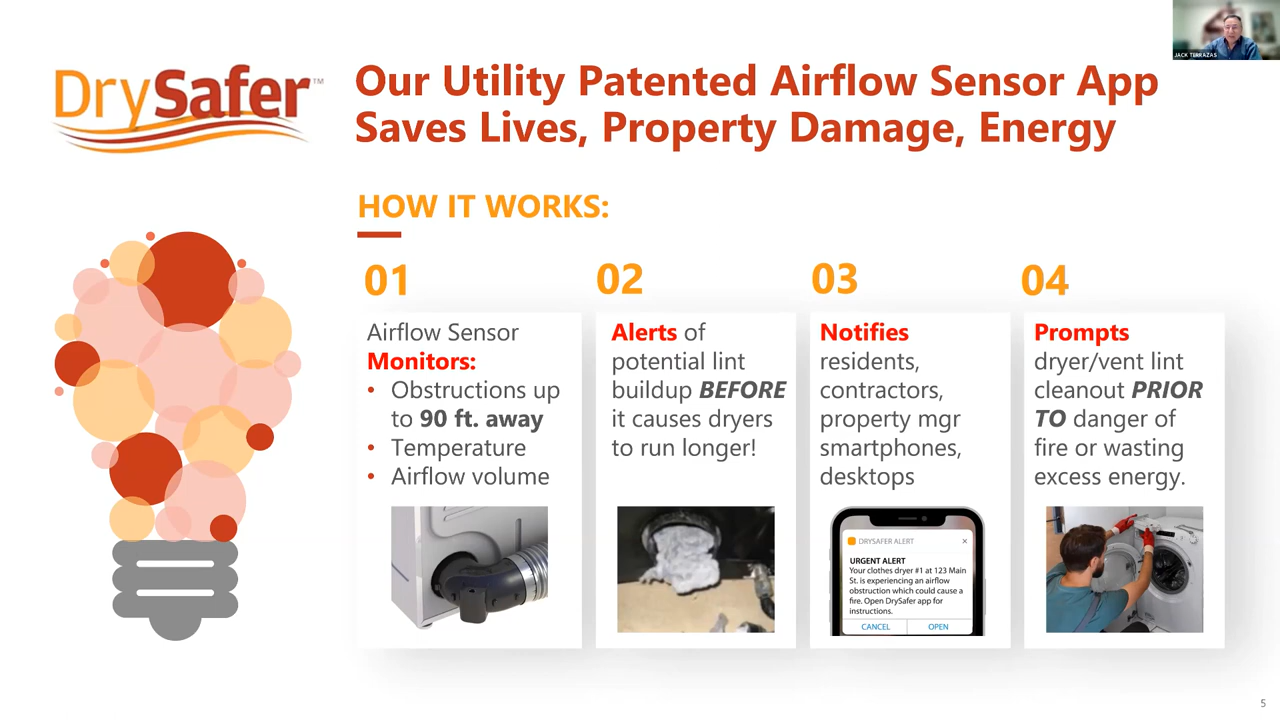 JACK TERRAZAS
DrySafer™
Our Utility Patented Airflow Sensor App
Saves Lives, Property Damage, Energy
HOW IT WORKS:
01
Airflow Sensor
Monitors:
• Obstructions up
to 90 ft. away
• Temperature
• Airflow volume
02
Alerts of
potential lint
buildup BEFORE
it causes dryers
to run longer!
03
Notifies
residents,
contractors,
property mgr
smartphones,
desktops
DRYSAFER ALERT ×
URGENT ALERT
Your clothes dryer #1 at 123 Main
St. is experiencing an airflow
obstruction which could cause a
fire. Open DrySafer app for
instructions.
CANCEL OPEN
04
Prompts
dryer/vent lint
cleanout PRIOR
TO danger of
fire or wasting
excess energy.
5